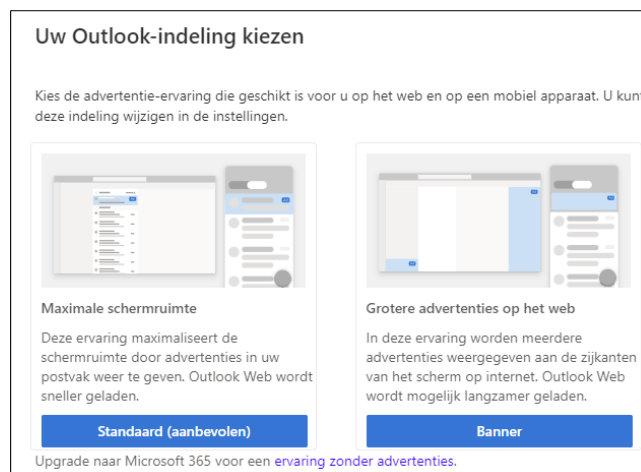 Uw Outlook-indeling kiezen
Kies de advertentie-ervaring die geschikt is voor u op het web en op een mobiel apparaat. U kunt
deze indeling wijzigen in de instellingen.
Maximale schermruimte
Deze ervaring maximaliseert de
schermruimte door advertenties in uw
postvak weer te geven. Outlook Web wordt
sneller geladen.
Standaard (aanbevolen)
Grotere advertenties op het web
In deze ervaring worden meerdere
advertenties weergegeven aan de zijkanten
van het scherm op internet. Outlook Web
wordt mogelijk langzamer geladen.
Banner
Upgrade naar Microsoft 365 voor een ervaring zonder advertenties.